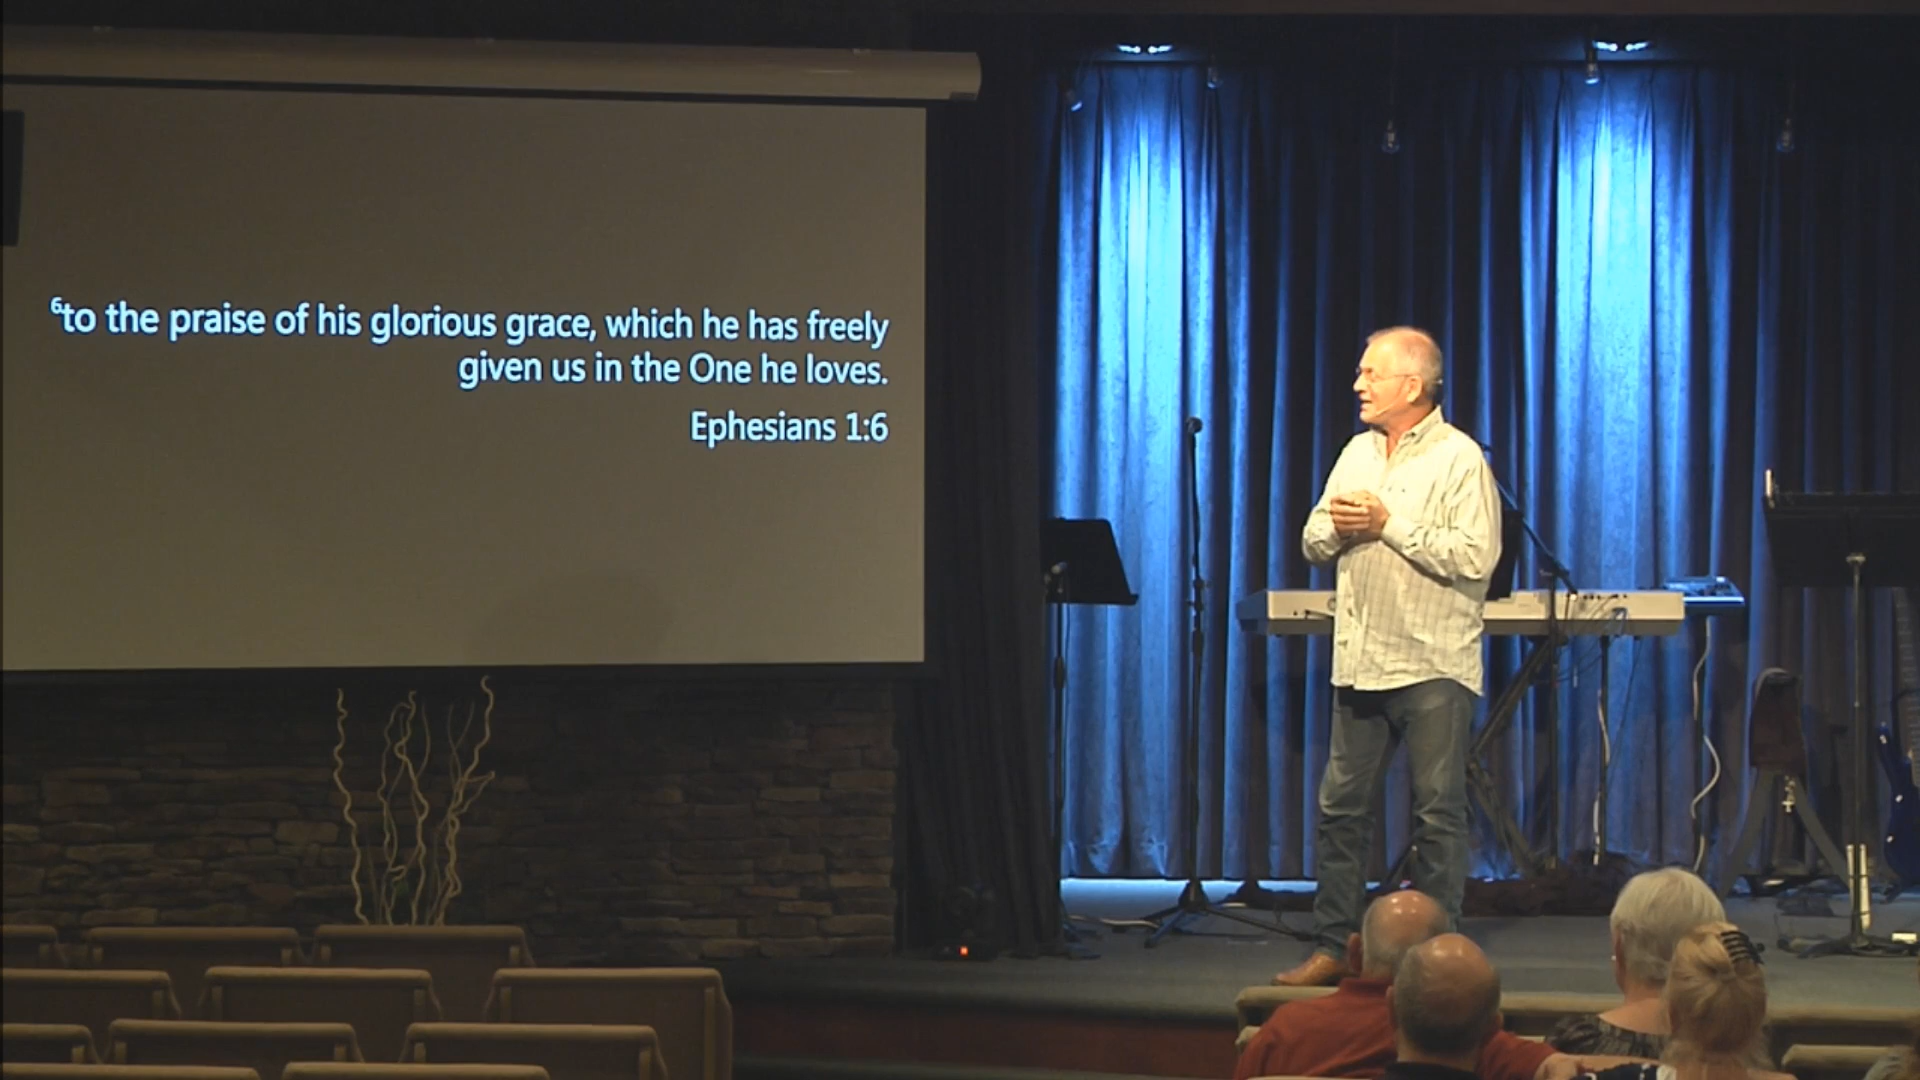 ⁶to the praise of his glorious grace, which he has freely
given us in the One he loves.
Ephesians 1:6